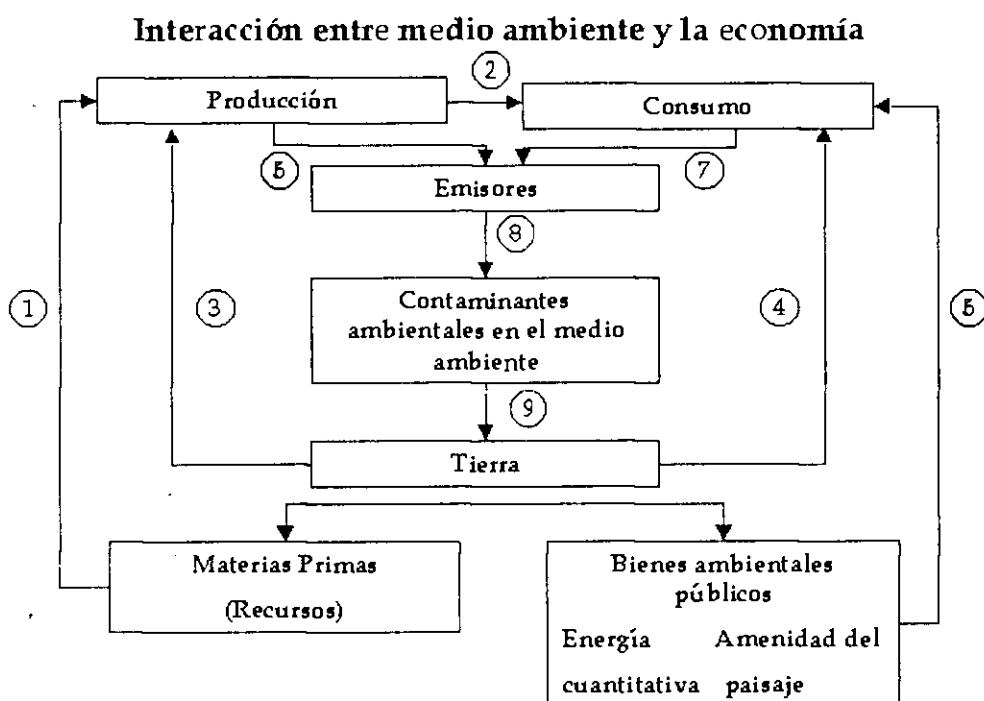 Interacción entre medio ambiente y la economía
2
Producción
Consumo
5
7
Emisores
8
1
3
Contaminantes
ambientales en el medio
ambiente
4
5
9
Tierra
Materias Primas
(Recursos)
Bienes ambientales
públicos
Energía Amenidad del
cuantitativa paisaje